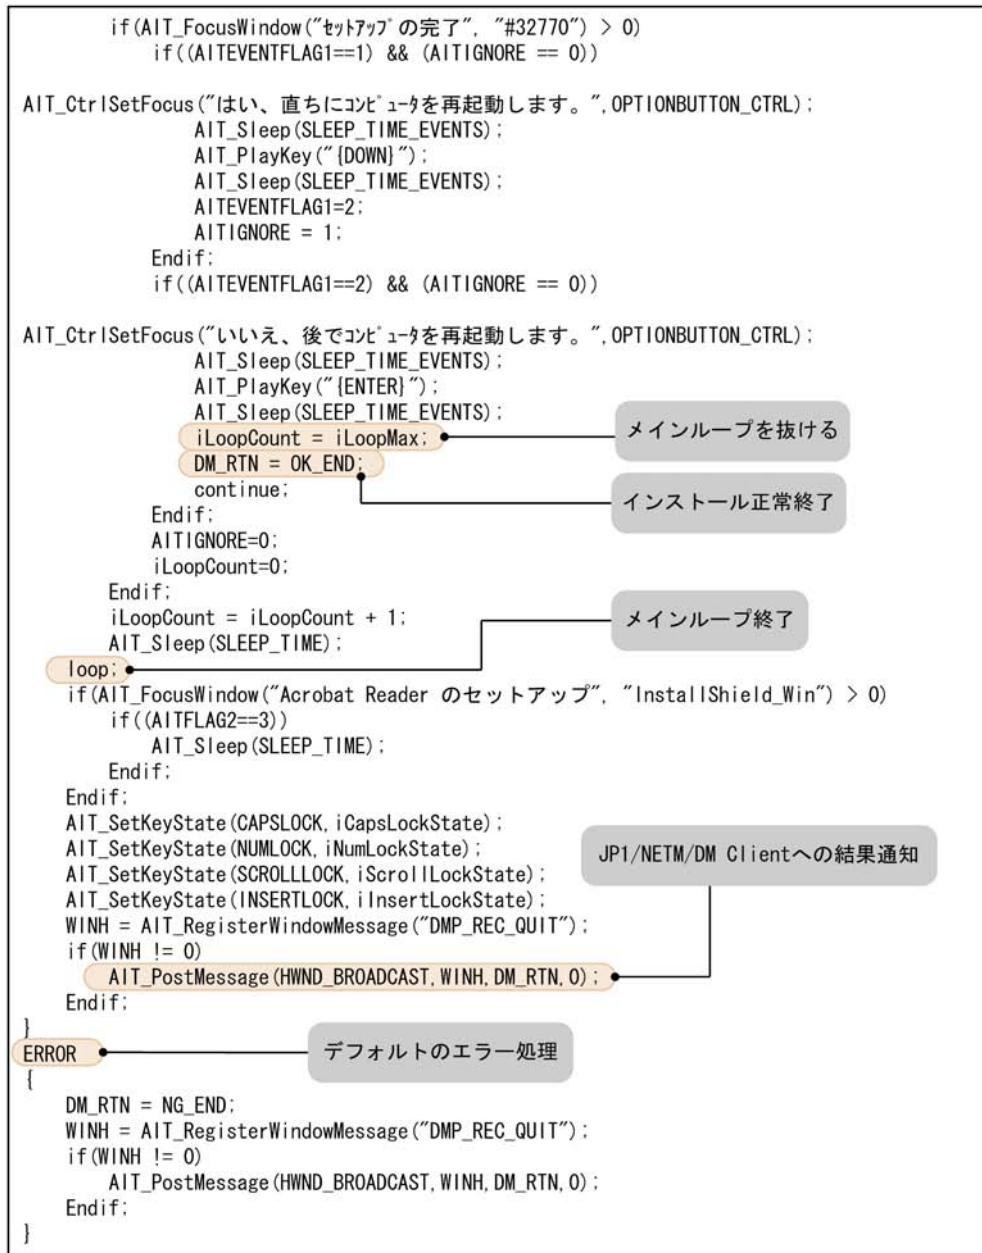 if(AIT_FocusWindow("ｾｯﾄｱｯﾌﾟの完了", "#32770") > 0)
if((AITEVENTFLAG1==1) && (AITIGNORE == 0))
AIT_CtrlSetFocus("はい、直ちにｺﾝﾋﾟｭｰﾀを再起動します。",OPTIONBUTTON_CTRL);
AIT_Sleep(SLEEP_TIME_EVENTS);
AIT_PlayKey("{DOWN}");
AIT_Sleep(SLEEP_TIME_EVENTS);
AITEVENTFLAG1=2;
AITIGNORE = 1;
Endif;
if((AITEVENTFLAG1==2) && (AITIGNORE == 0))
AIT_CtrlSetFocus("いいえ、後でｺﾝﾋﾟｭｰﾀを再起動します。",OPTIONBUTTON_CTRL);
AIT_Sleep(SLEEP_TIME_EVENTS);
AIT_PlayKey("{ENTER}");
AIT_Sleep(SLEEP_TIME_EVENTS);
iLoopCount = iLoopMax;
メインループを抜ける
DM_RTN = OK_END;
continue;
インストール正常終了
Endif;
AITIGNORE=0;
iLoopCount=0;
Endif;
iLoopCount = iLoopCount + 1;
メインループ終了
AIT_Sleep(SLEEP_TIME);
loop;
if(AIT_FocusWindow("Acrobat Reader のセットアップ", "InstallShield_Win") > 0)
if((AITFLAG2==3))
AIT_Sleep(SLEEP_TIME);
Endif;
Endif;
AIT_SetKeyState(CAPSLOCK,iCapsLockState);
AIT_SetKeyState(NUMLOCK,iNumLockState);
JP1/NETM/DM Clientへの結果通知
AIT_SetKeyState(SCROLLLOCK,iScrollLockState);
AIT_SetKeyState(INSERTLOCK,iInsertLockState);
WINH = AIT_RegisterWindowMessage("DMP_REC_QUIT");
if(WINH != 0)
AIT_PostMessage(HWND_BROADCAST,WINH,DM_RTN,0);
Endif;
}
ERROR
デフォルトのエラー処理
{
DM_RTN = NG_END;
WINH = AIT_RegisterWindowMessage("DMP_REC_QUIT");
if(WINH != 0)
AIT_PostMessage(HWND_BROADCAST,WINH,DM_RTN,0);
Endif;
}